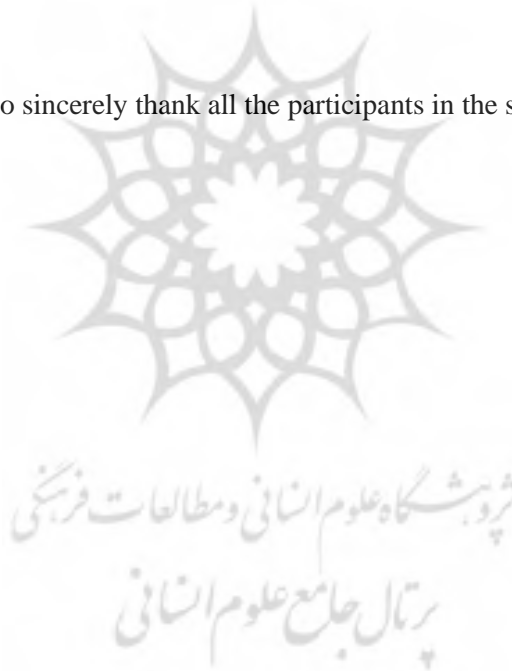 o sincerely thank all the participants in the s
پژوهشگاه علوم انسانی و مطالعات فرهنگی
پرتال جامع علوم انسانی